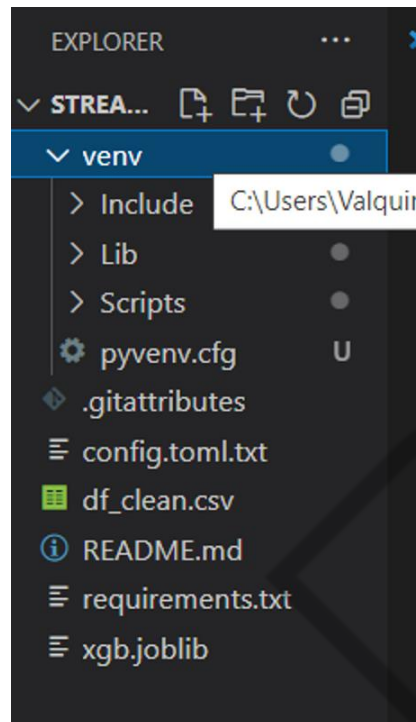 EXPLORER ...
STREA...
venv
Include
C:\Users\Valquir
Lib
Scripts
pyvenv.cfg U
.gitattributes
config.toml.txt
df_clean.csv
README.md
requirements.txt
xgb.joblib